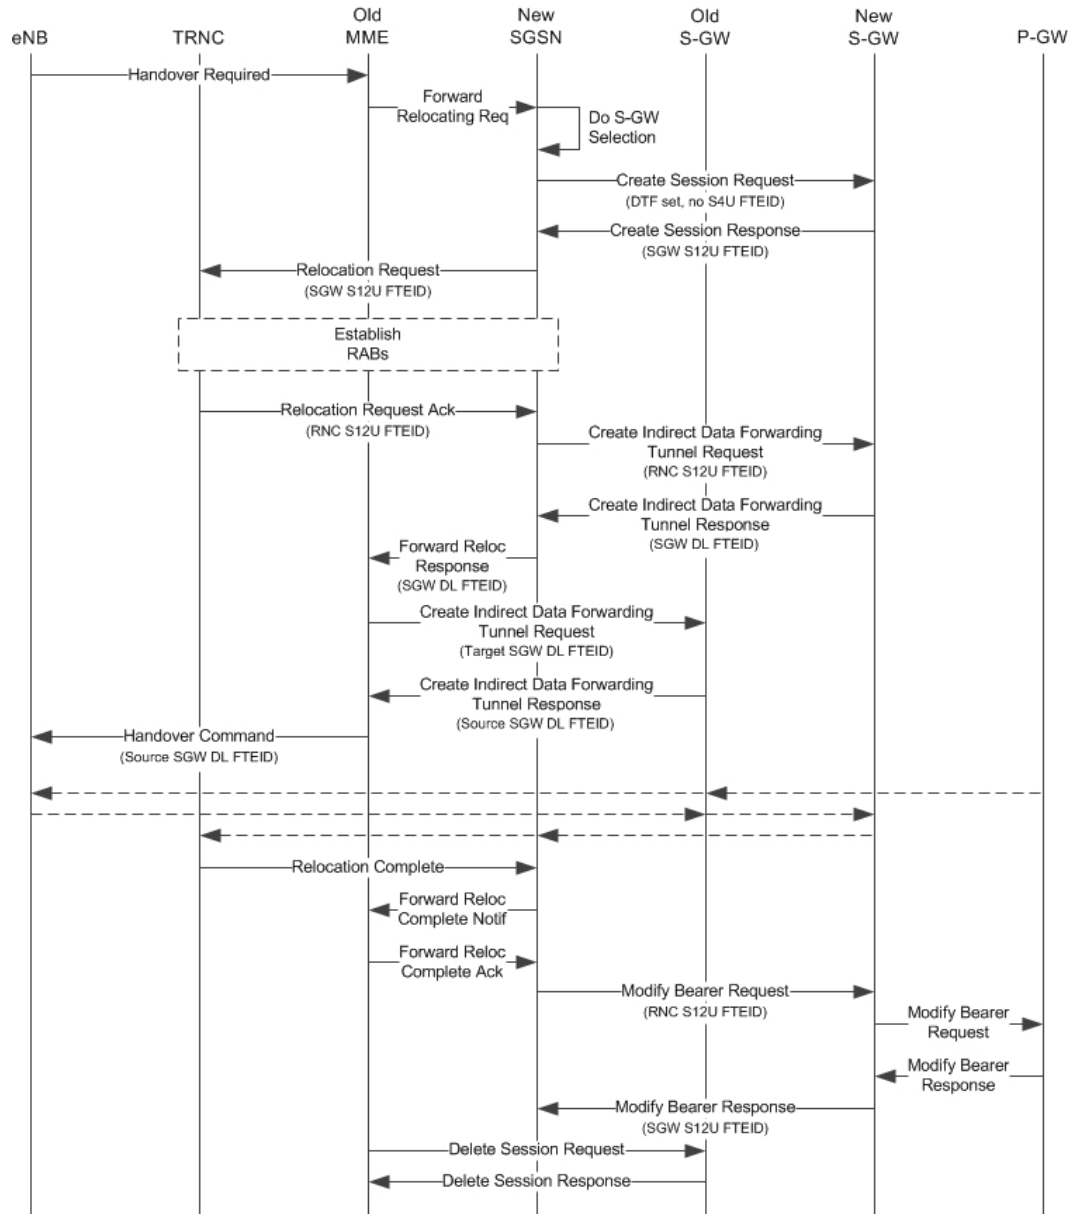 Old New Old New
eNB TRNC MME SGSN S-GW S-GW P-GW
Handover Required
Forward
Relocating Req
Do S-GW
Selection
Create Session Request
(DTF set, no S4U FTEID)
Create Session Response
(SGW S12U FTEID)
Relocation Request
(SGW S12U FTEID)
Establish
RABs
Relocation Request Ack
(RNC S12U FTEID)
Create Indirect Data Forwarding
Tunnel Request
(RNC S12U FTEID)
Create Indirect Data Forwarding
Tunnel Response
(SGW DL FTEID)
Forward Reloc
Response
(SGW DL FTEID)
Create Indirect Data Forwarding
Tunnel Request
(Target SGW DL FTEID)
Create Indirect Data Forwarding
Tunnel Response
(Source SGW DL FTEID)
Handover Command
(Source SGW DL FTEID)
Relocation Complete
Forward Reloc
Complete Notif
Forward Reloc
Complete Ack
Modify Bearer Request
(RNC S12U FTEID)
Modify Bearer
Request
Modify Bearer
Response
Modify Bearer Response
(SGW S12U FTEID)
Delete Session Request
Delete Session Response